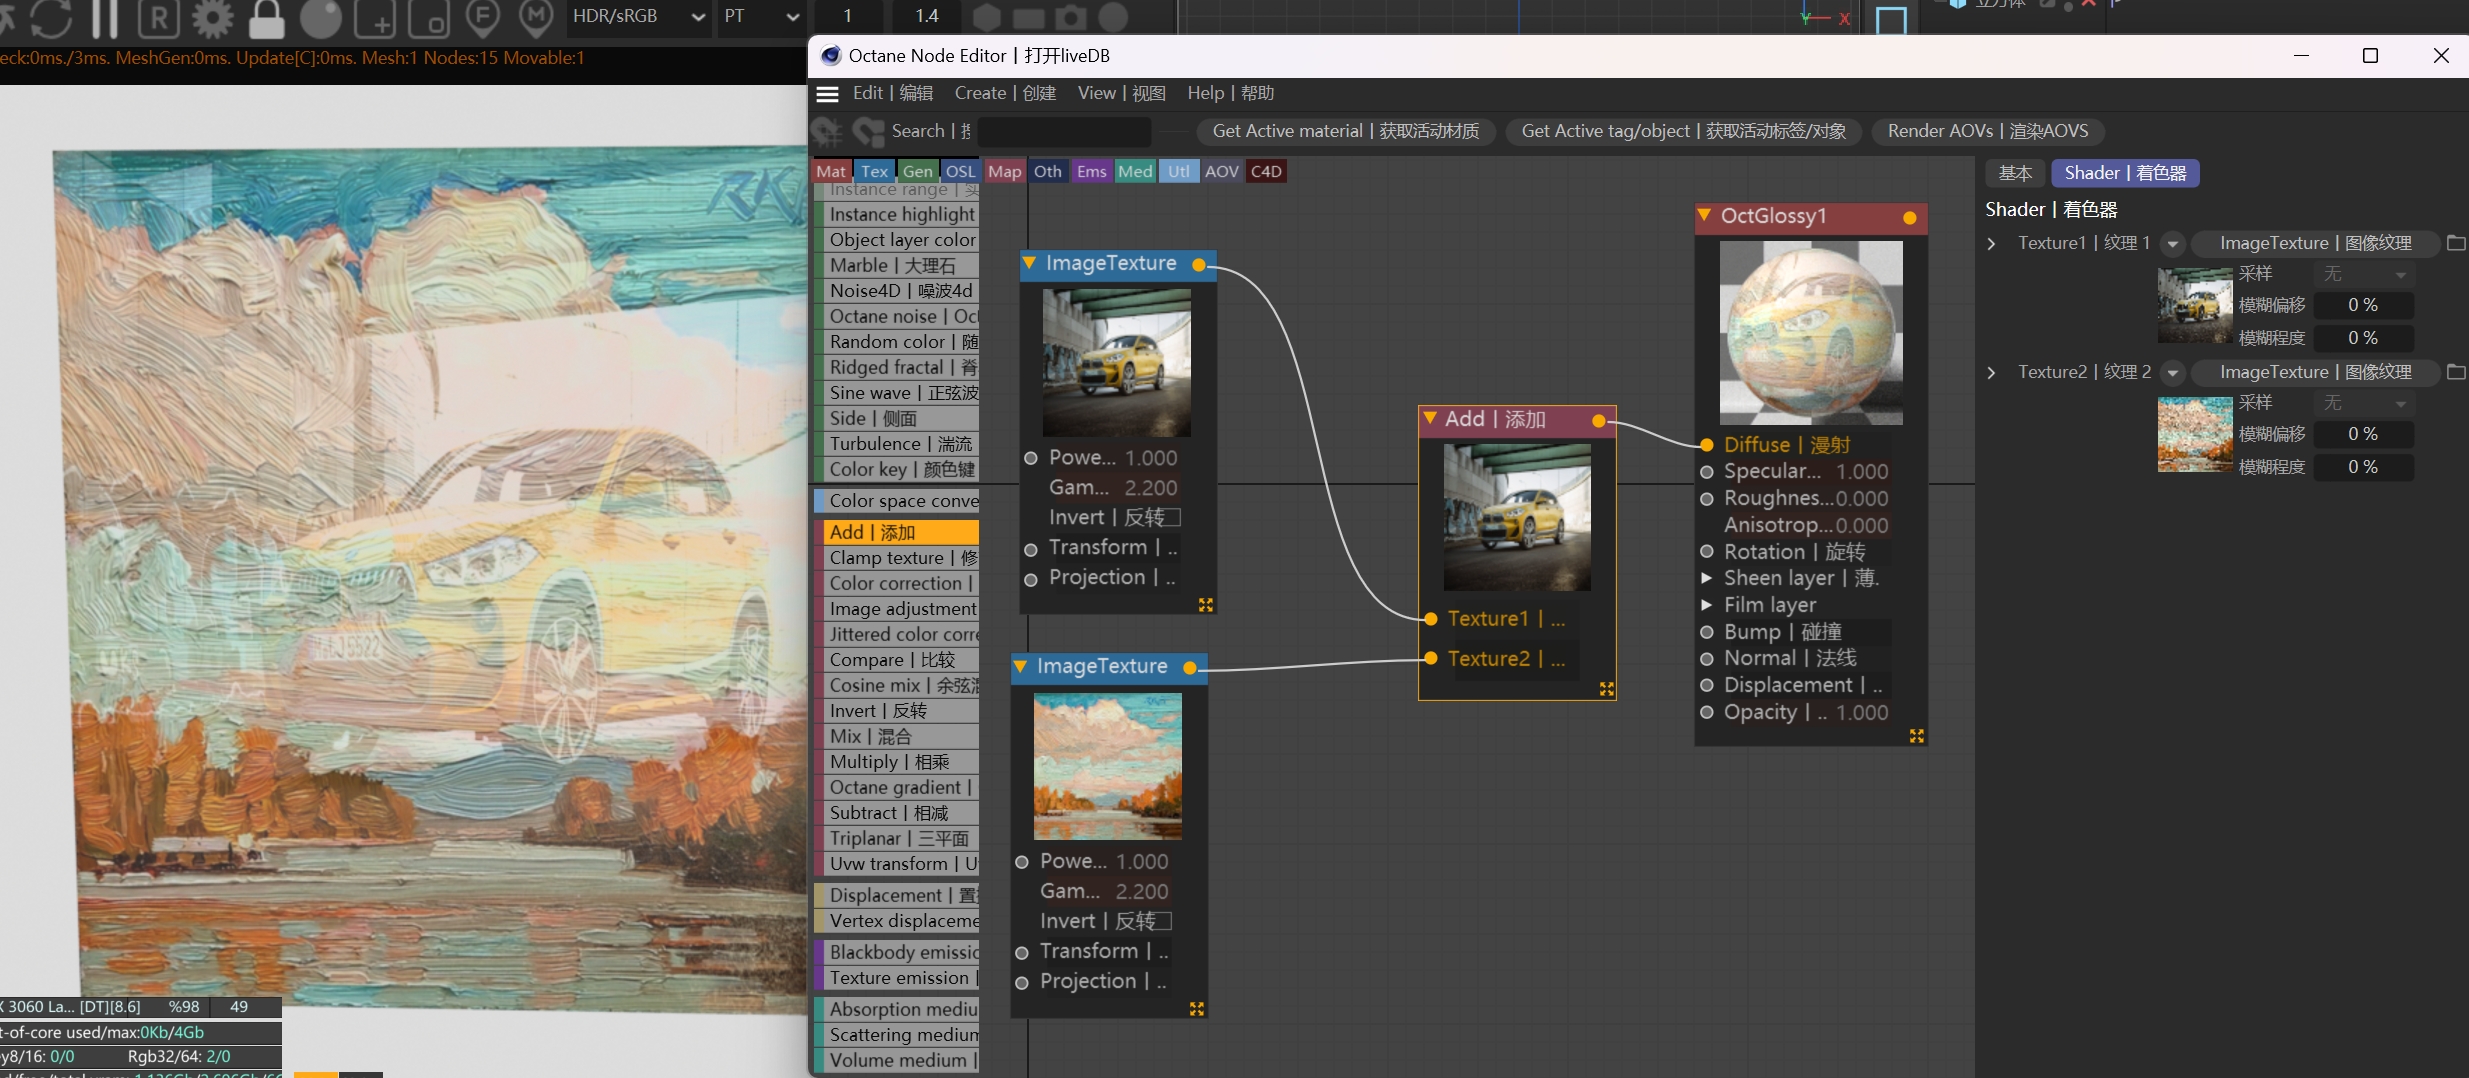 HDR/sRGB
PT
1
1.4
eck:0ms./3ms. MeshGen:0ms. Update[C]:0ms. Mesh:1 Nodes:15 Movable:1
Octane Node Editor | 打开liveDB
Edit | 编辑
Create | 创建
View | 视图
Help | 帮助
Search |
Get Active material | 获取活动材质
Get Active tag/object | 获取活动标签/对象
Render AOVs | 渲染AOVS
Mat
Tex
Gen
OSL
Map
Oth
Ems
Med
Utl
AOV
C4D
Instance range |
Instance highlight
Object layer color
Marble | 大理石
Noise4D | 噪波4d
Octane noise | Oct
Random color | 随
Ridged fractal | 脊
Sine wave | 正弦波
Side | 侧面
Turbulence | 湍流
Color key | 颜色键
Color space conve
Add | 添加
Clamp texture | 修
Color correction |
Image adjustment
Jittered color corre
Compare | 比较
Cosine mix | 余弦混
Invert | 反转
Mix | 混合
Multiply | 相乘
Octane gradient |
Subtract | 相减
Triplanar | 三平面
Uvw transform | U
Displacement | 置
Vertex displaceme
Blackbody emissic
Texture emission |
Absorption mediu
Scattering medium
Volume medium |
ImageTexture
Powe... 1.000
Gam... 2.200
Invert | 反转
Transform | ..
Projection | ..
ImageTexture
Powe... 1.000
Gam... 2.200
Invert | 反转
Transform | ..
Projection | ..
Add | 添加
Texture1 | ...
Texture2 | ...
OctGlossy1
Diffuse | 漫射
Specular... 1.000
Roughnes...0.000
Anisotrop...0.000
Rotation | 旋转
Sheen layer | 薄.
Film layer
Bump | 碰撞
Normal | 法线
Displacement | ..
Opacity | .. 1.000
基本
Shader | 着色器
Shader | 着色器
Texture1 | 纹理 1
ImageTexture | 图像纹理
采样
无
模糊偏移
0 %
模糊程度
0 %
Texture2 | 纹理 2
ImageTexture | 图像纹理
采样
无
模糊偏移
0 %
模糊程度
0 %
X 3060 La... [DT][8.6]
%98
49
t-of-core used/max:0Kb/4Gb
y8/16: 0/0
Rgb32/64: 2/0